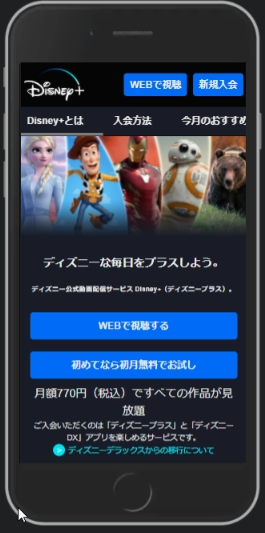 Disney+
WEBで視聴
新規入会
Disney+とは
入会方法
今月のおすすめ
ディズニーな毎日をプラスしよう。
ディズニー公式動画配信サービス Disney+（ディズニープラス）。
WEBで視聴する
初めてなら初月無料でお試し
月額770円（税込）ですべての作品が見
放題
ご入会いただくのは「ディズニープラス」と「ディズニー
DX」アプリを楽しめるサービスです。
ディズニーデラックスからの移行について